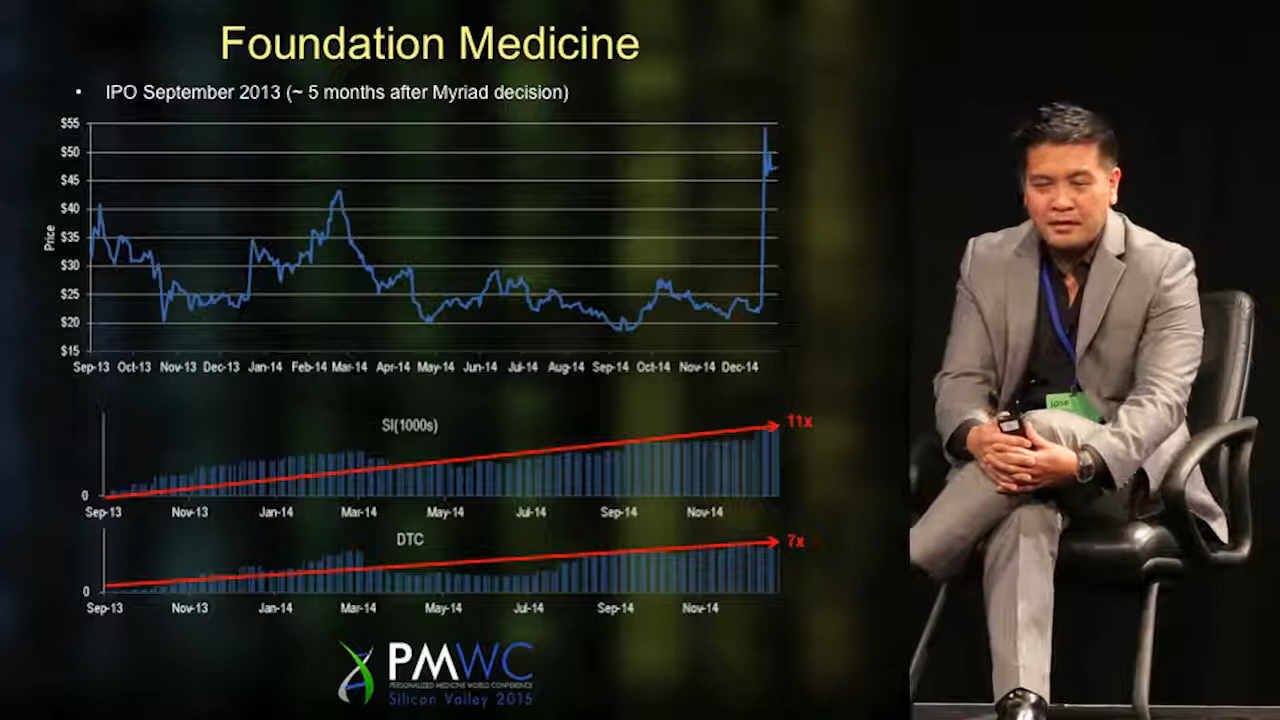 Foundation Medicine
• IPO September 2013 (~ 5 months after Myriad decision)
$55
$50
$45
$40
$35
$30
$25
$20
$15
Price
Sep-13 Oct-13 Nov-13 Dec-13 Jan-14 Feb-14 Mar-14 Apr-14 May-14 Jun-14 Jul-14 Aug-14 Sep-14 Oct-14 Nov-14 Dec-14
SI(1000s)
11x
0
Sep-13 Nov-13 Jan-14 Mar-14 May-14 Jul-14 Sep-14 Nov-14
DTC
7x
0
Sep-13 Nov-13 Jan-14 Mar-14 May-14 Jul-14 Sep-14 Nov-14
PMWC
PERSONALIZED MEDICINE WORLD CONFERENCE
Silicon Valley 2015
jose